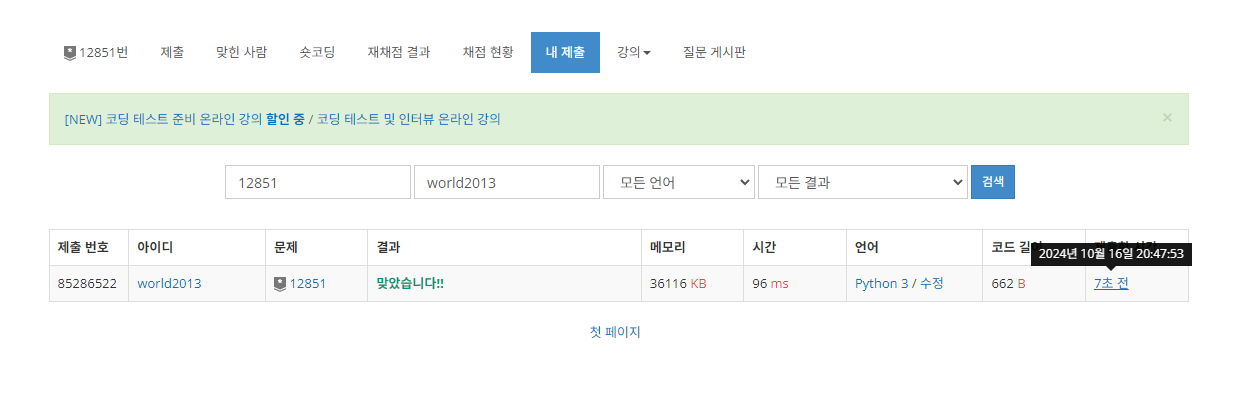 12851번 제출 맞힌 사람 숏코딩 재채점 결과 채점 현황 내 제출 강의 질문 게시판
[NEW] 코딩 테스트 준비 온라인 강의 할인 중 / 코딩 테스트 및 인터뷰 온라인 강의 ×
12851 world2013 모든 언어 모든 결과 검색
제출 번호 아이디 문제 결과 메모리 시간 언어 코드
2024년 10월 16일 20:47:53
85286522 world2013 12851 맞았습니다!! 36116 KB 96 ms Python 3 / 수정 662 B 7초 전
첫 페이지